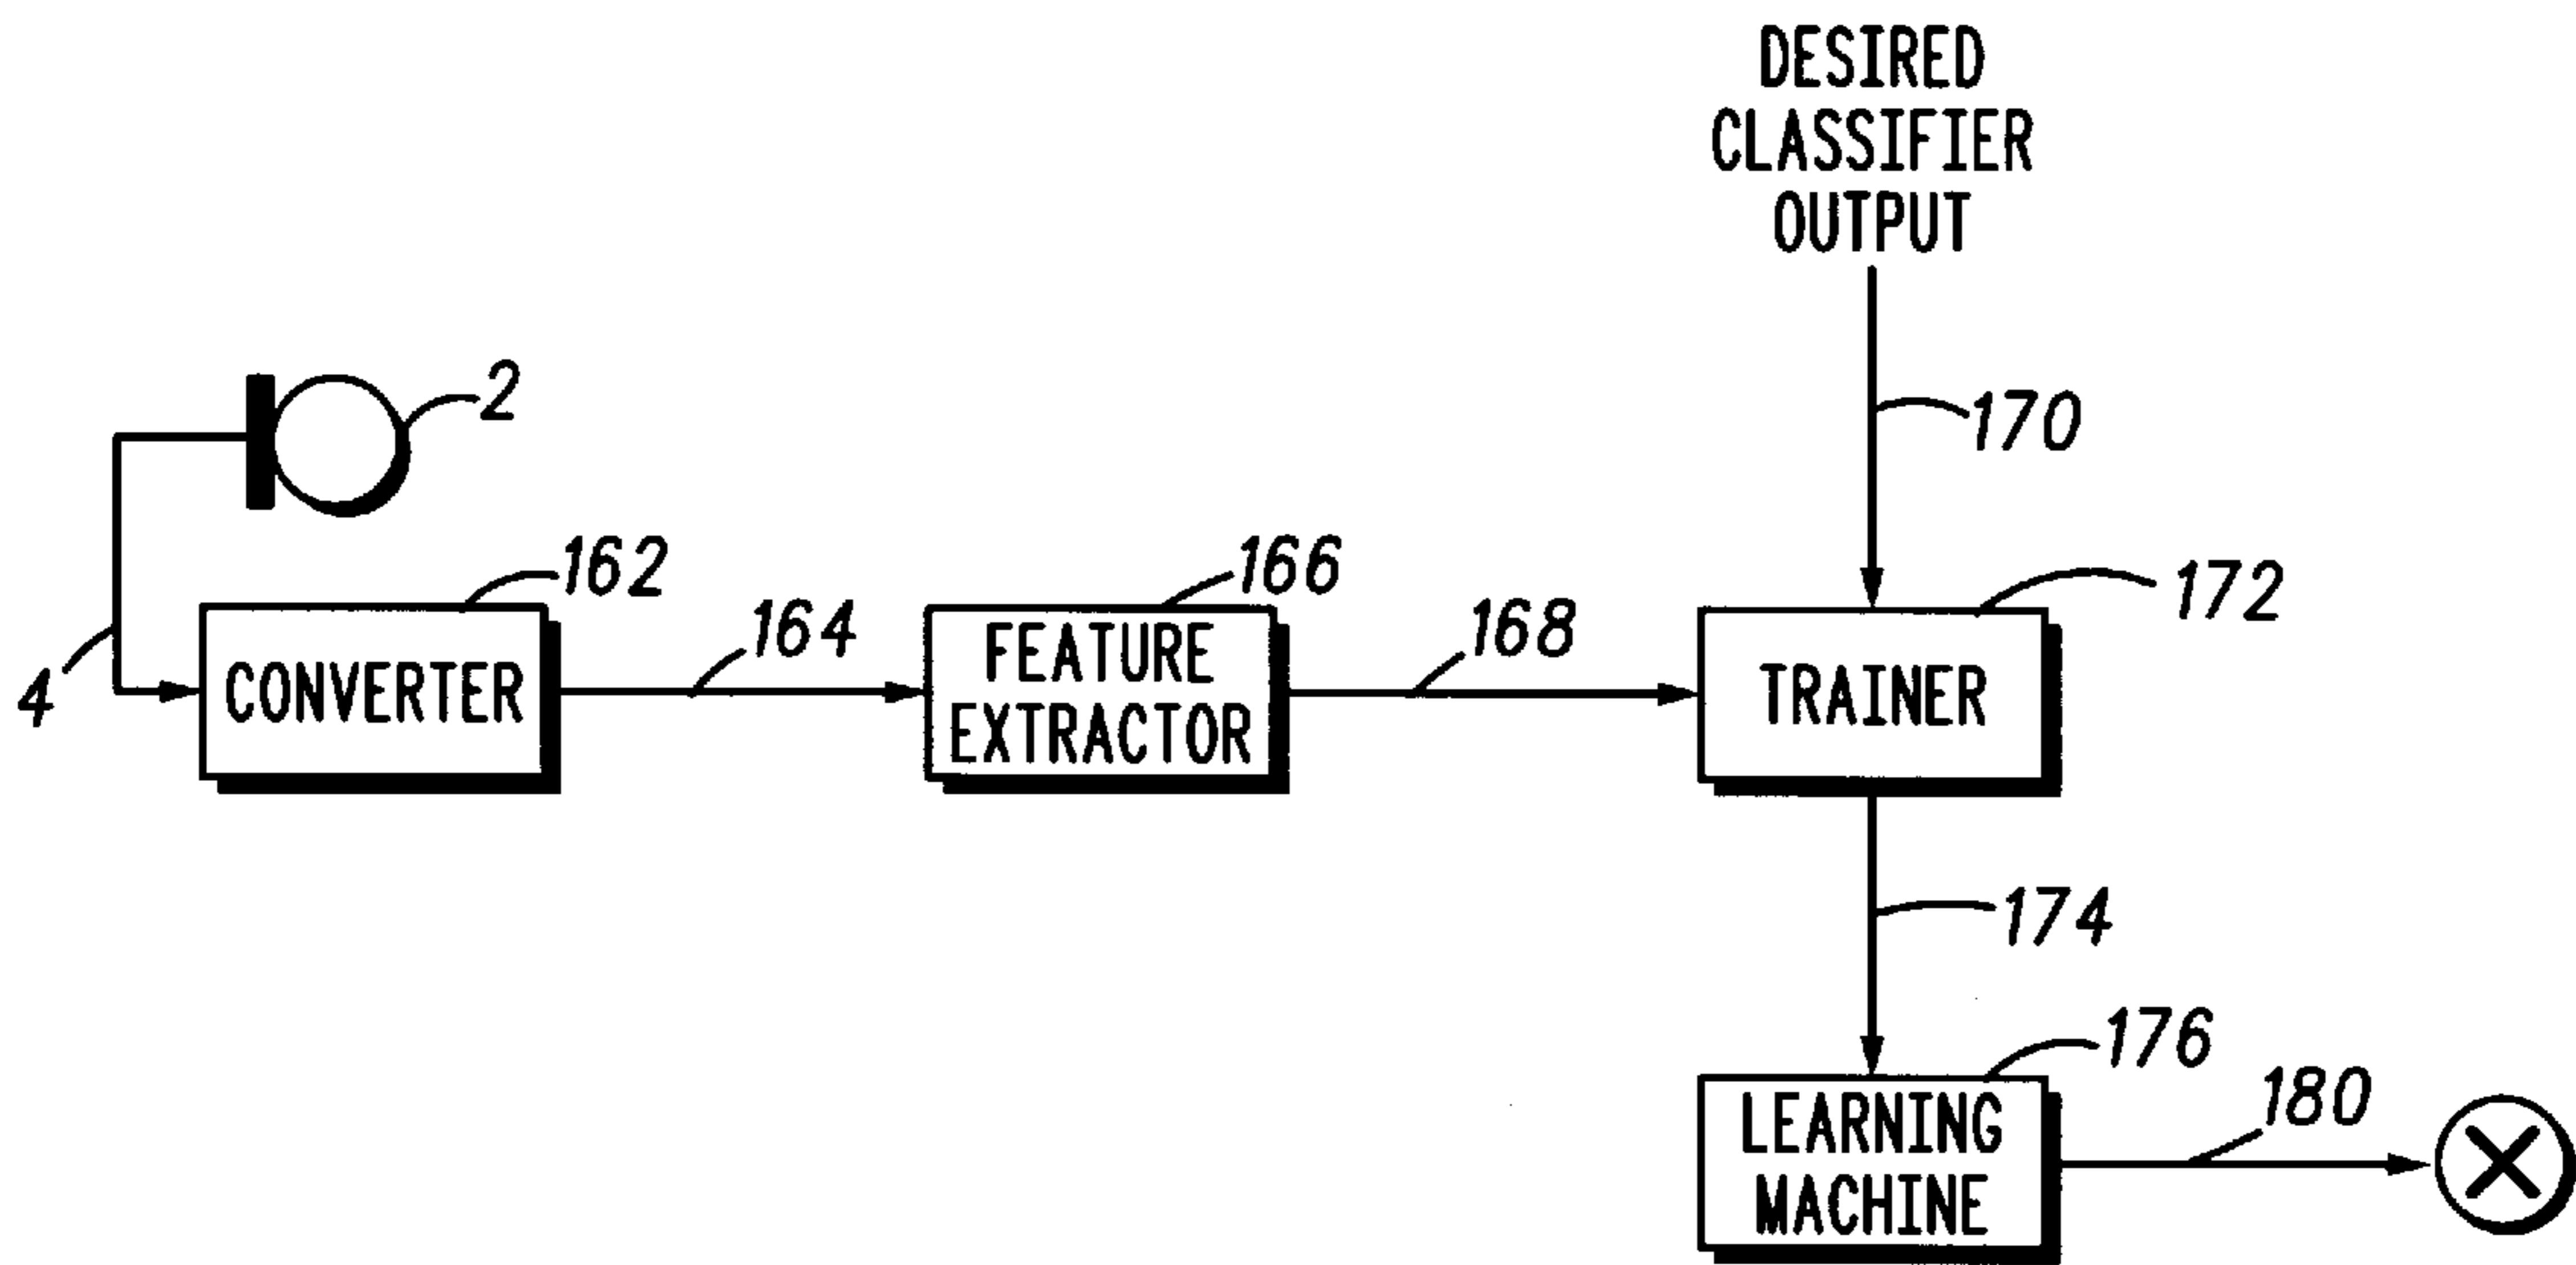 DESIRED
CLASSIFIER
OUTPUT
2
170
162
166
172
164
168
4
CONVERTER
FEATURE
EXTRACTOR
TRAINER
174
176
180
LEARNING
MACHINE